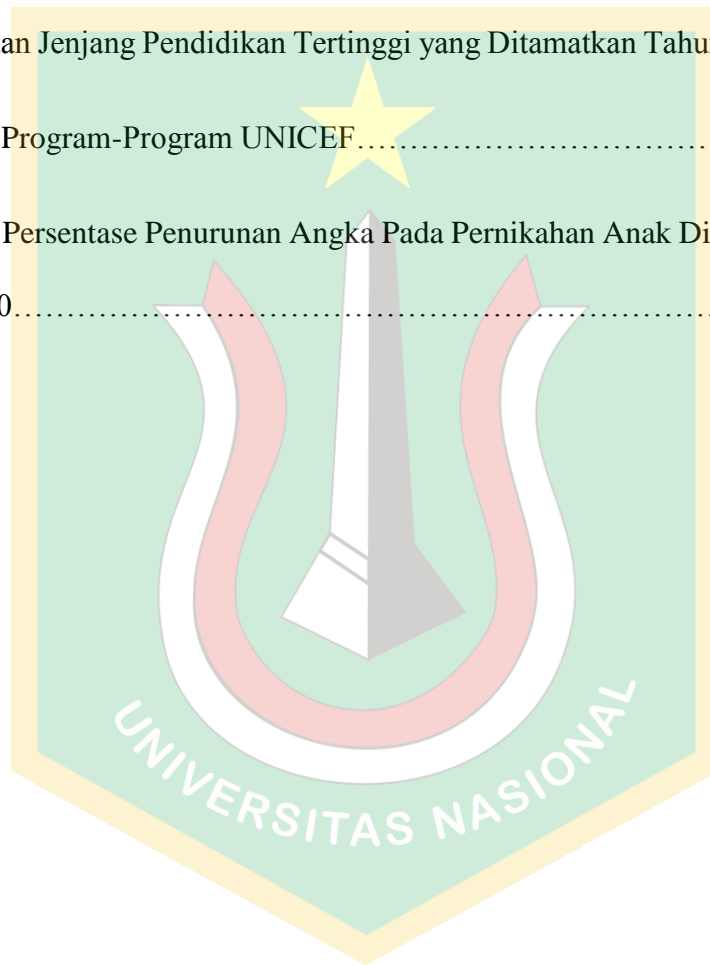 an Jenjang Pendidikan Tertinggi yang Ditamatkan Tahu
Program-Program UNICEF……………………………
Persentase Penurunan Angka Pada Pernikahan Anak Di
0……………………………………………………………
UNIVERSITAS NASIONAL